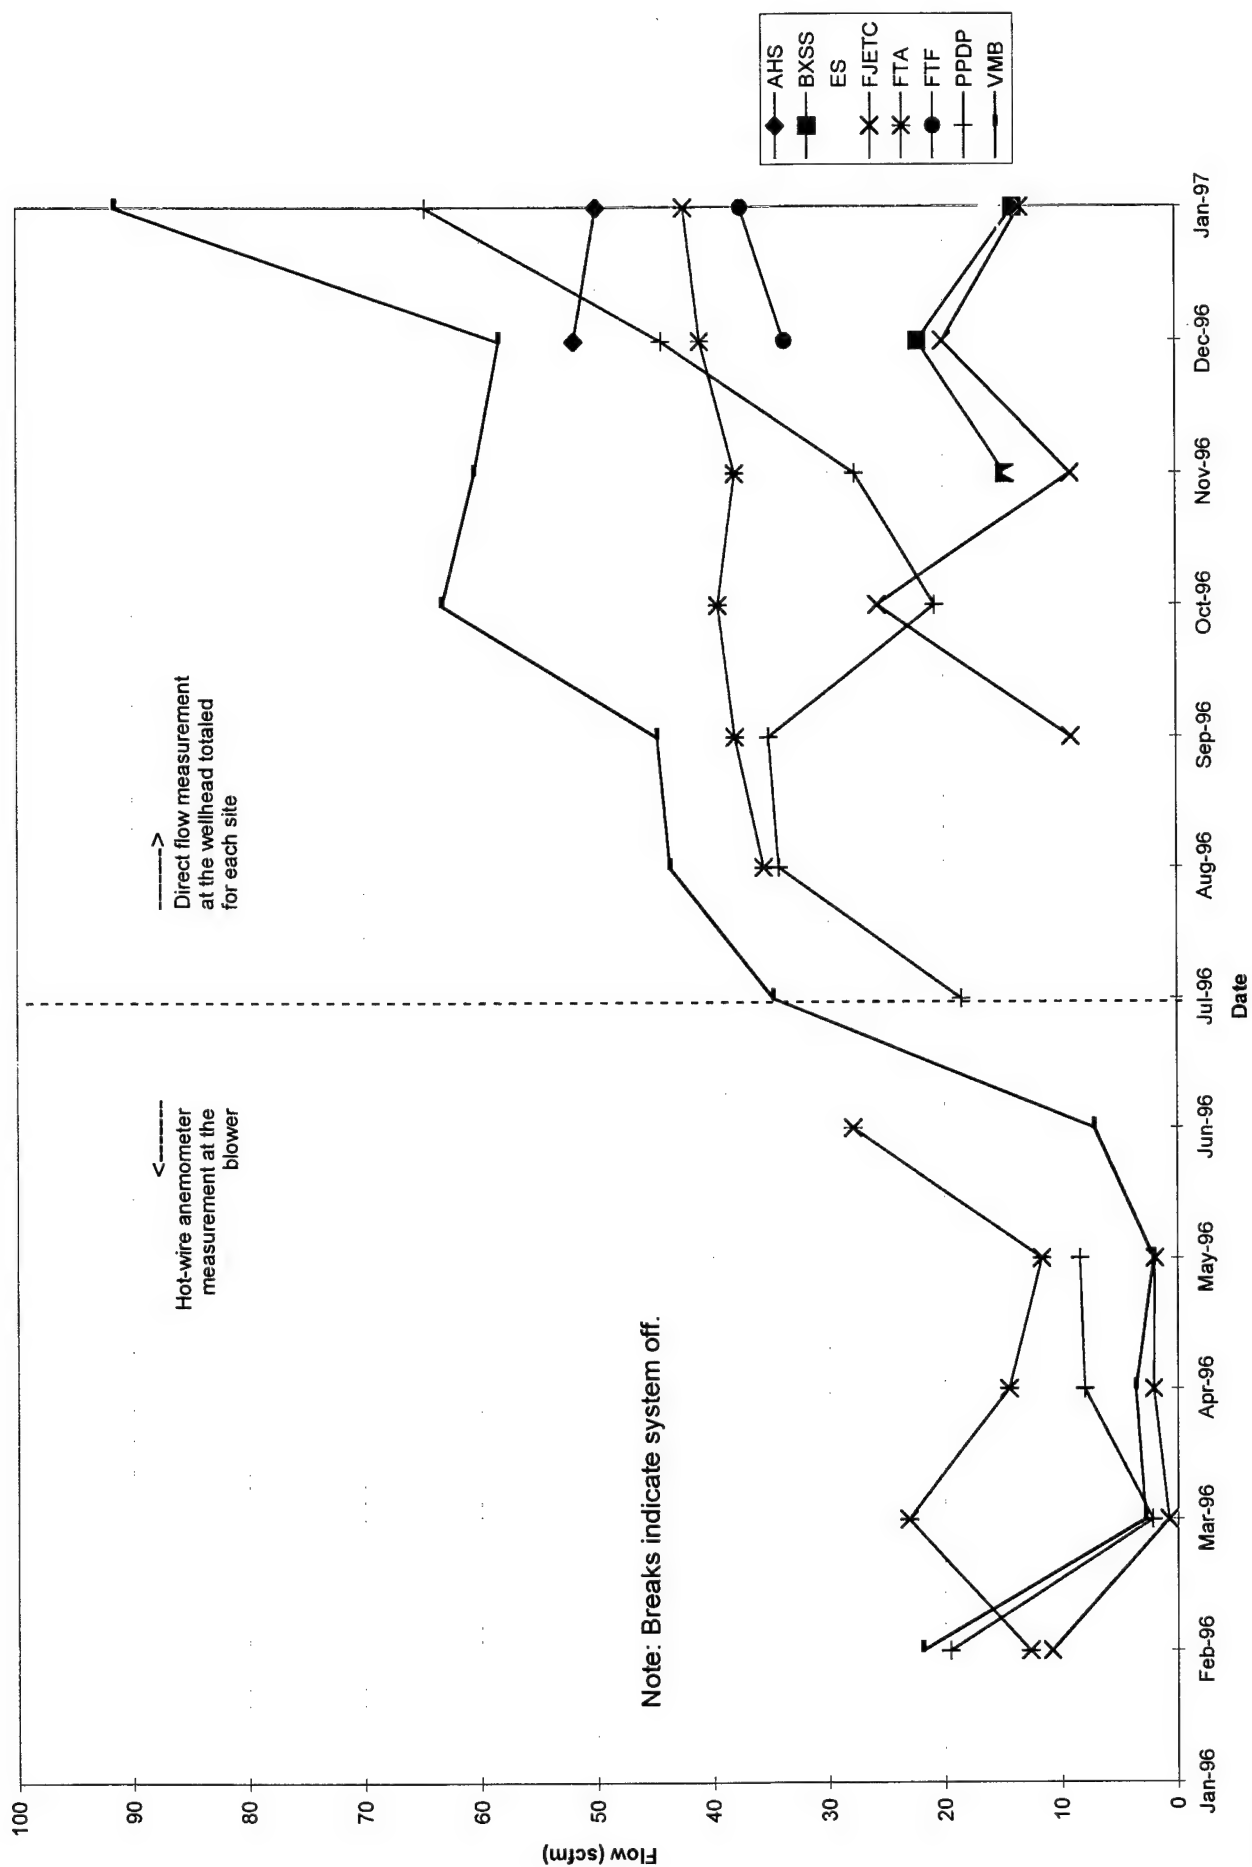 100
90
80
70
60
50
40
30
20
10
0
Flow (scfm)
<-------
Hot-wire anemometer
measurement at the
blower
------->
Direct flow measurement
at the wellhead totaled
for each site
Note: Breaks indicate system off.
Jan-96
Feb-96
Mar-96
Apr-96
May-96
Jun-96
Jul-96
Aug-96
Sep-96
Oct-96
Nov-96
Dec-96
Jan-97
Date
AHS
BXSS
ES
FJETC
FTA
FTF
PPDP
VMB